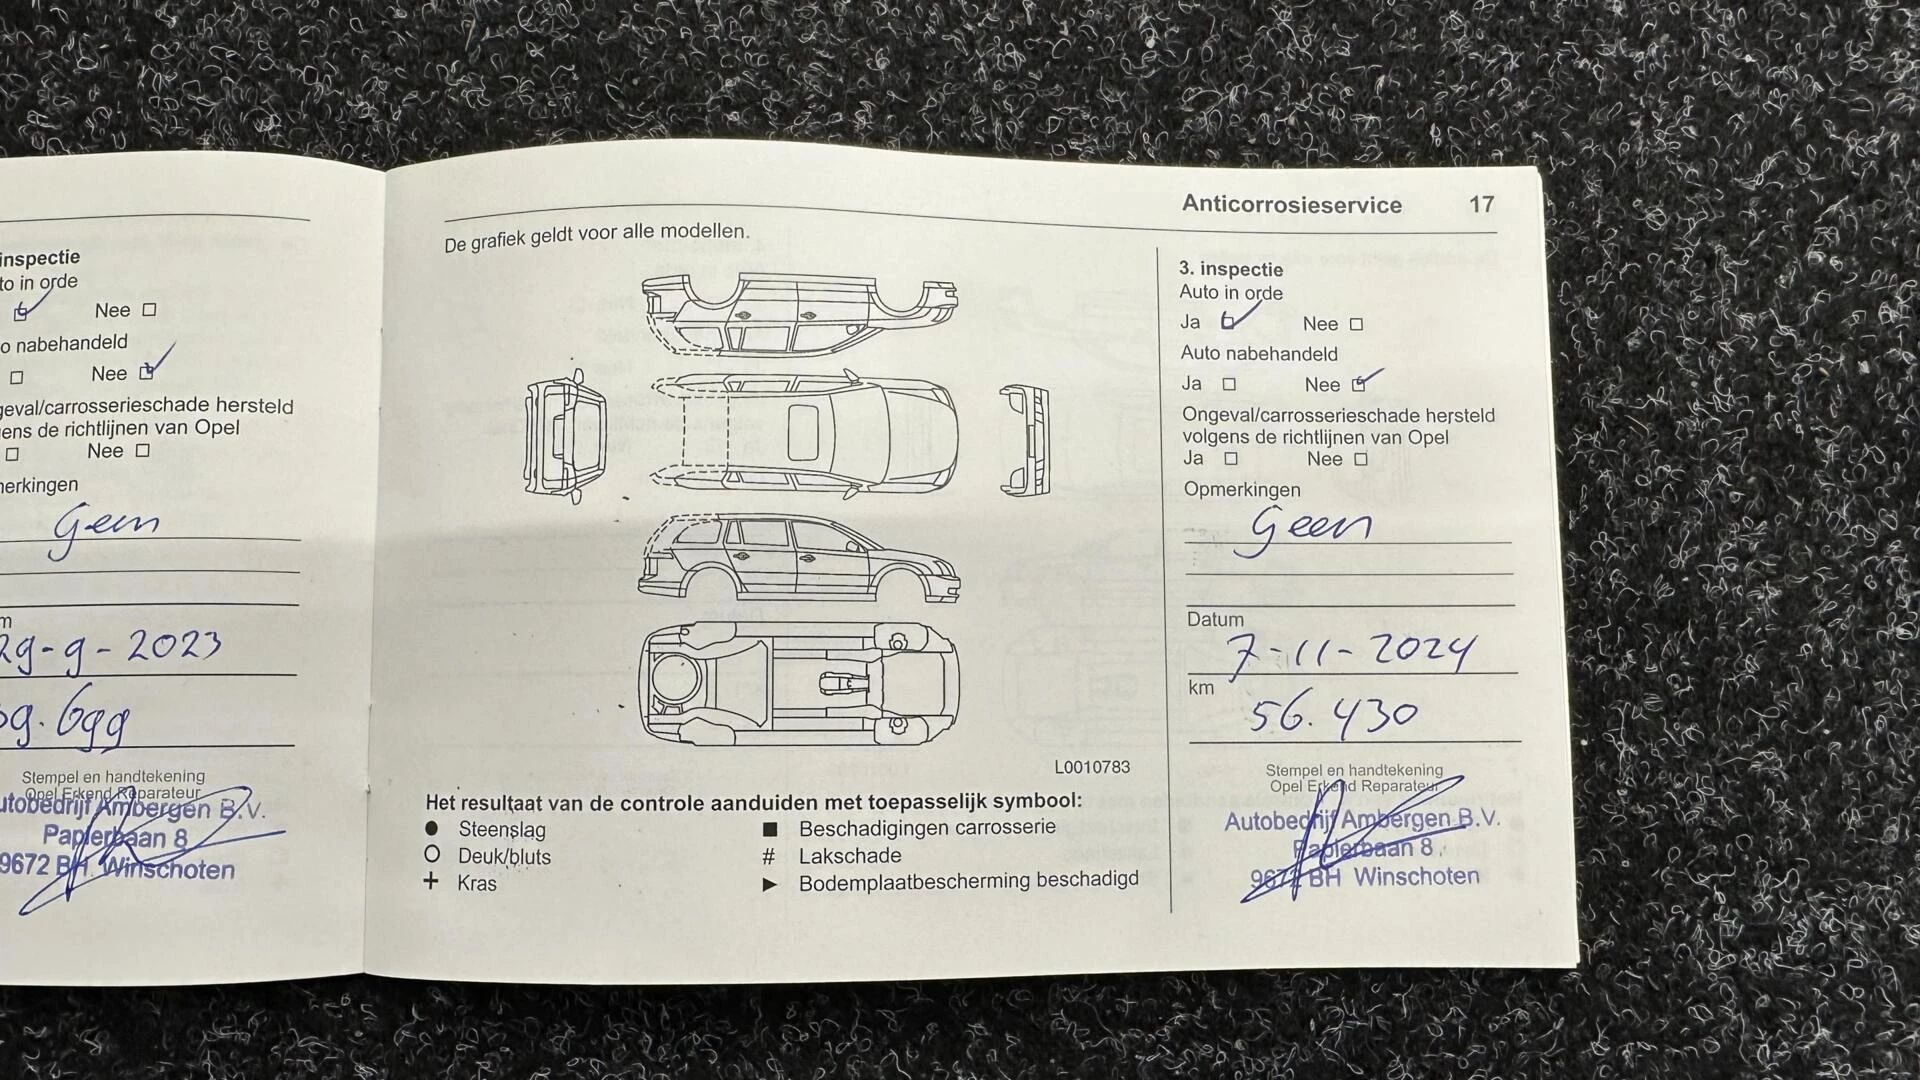 inspectie
to in orde
Nee
o nabehandeld
Nee
geval/carrosserieschade hersteld
ens de richtlijnen van Opel
Nee
merkingen
Geen
m
29-9-2023
9.699
Stempel en handtekening
Opel Erkend Reparateur
utobedrijf Ambergen B.V.
Papierbaan 8
9672 BH Winschoten
Anticorrosieservice 17
De grafiek geldt voor alle modellen.
L0010783
Het resultaat van de controle aanduiden met toepasselijk symbool:
● Steenslag
○ Deuk/bluts
+ Kras
■ Beschadigingen carrosserie
# Lakschade
► Bodemplaatbescherming beschadigd
3. inspectie
Auto in orde
Ja Nee
Auto nabehandeld
Ja Nee
Ongeval/carrosserieschade hersteld
volgens de richtlijnen van Opel
Ja Nee
Opmerkingen
Geen
Datum
7-11-2024
km
56.430
Stempel en handtekening
Opel Erkend Reparateur
Autobedrijf Ambergen B.V.
Papierbaan 8
9672 BH Winschoten